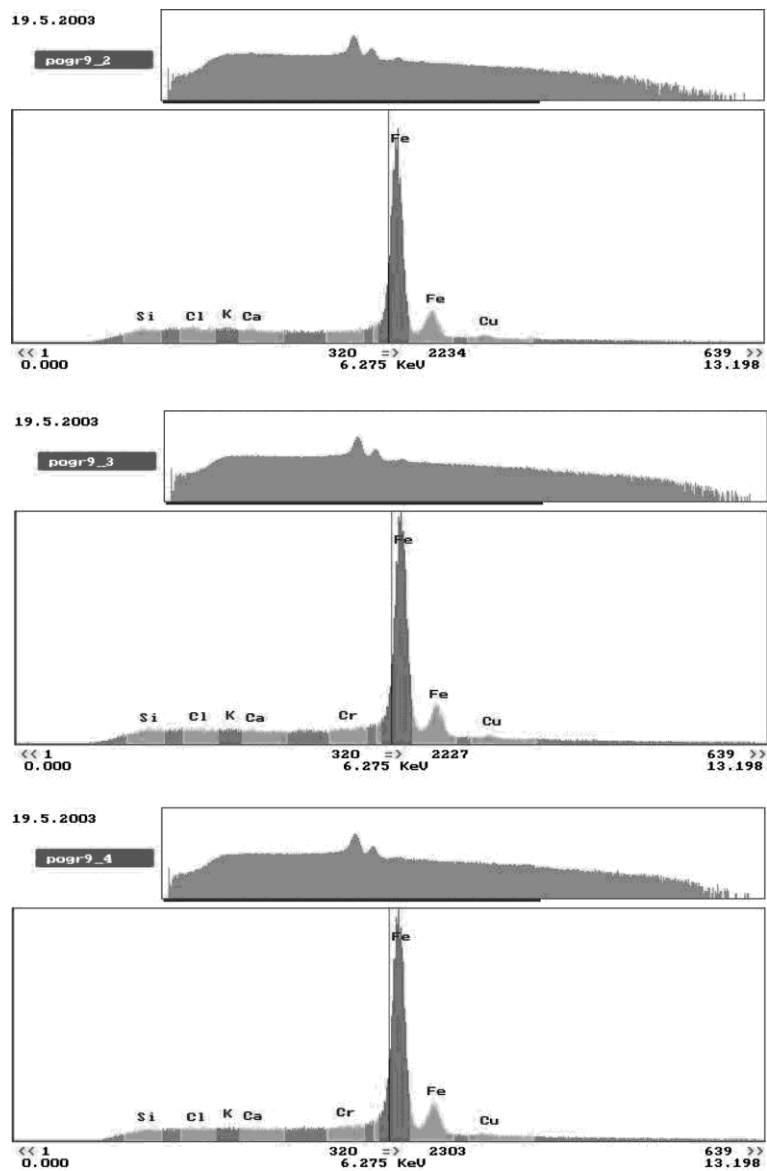 19.5.2003
pogr9_2
Fe
Si Cl K Ca Fe Cu
<< 1 320 => 2234 639 >>
0.000 6.275 KeV 13.198
19.5.2003
pogr9_3
Fe
Si Cl K Ca Cr Fe Cu
<< 1 320 => 2227 639 >>
0.000 6.275 KeV 13.198
19.5.2003
pogr9_4
Fe
Si Cl K Ca Cr Fe Cu
<< 1 320 => 2303 639 >>
0.000 6.275 KeV 13.198